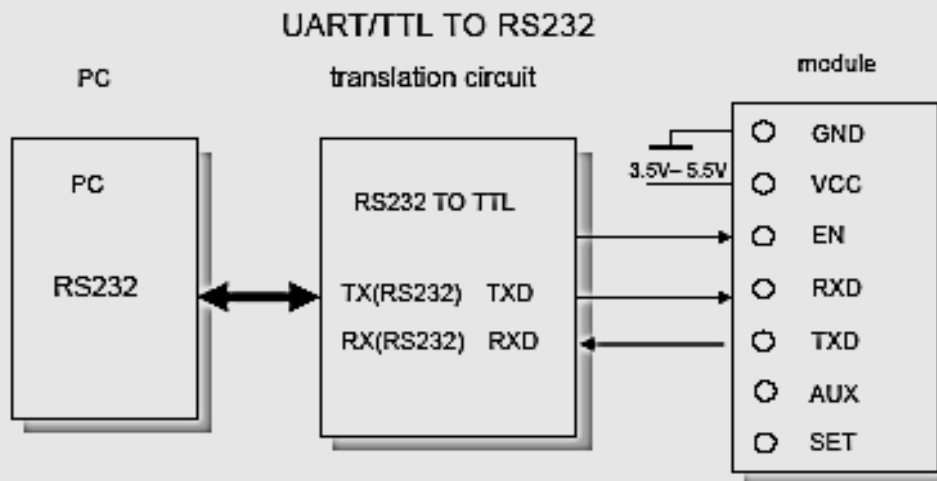 UART/TTL TO RS232
PC
translation circuit
module
PC
RS232
RS232 TO TTL
TX(RS232) TXD
RX(RS232) RXD
3.5V– 5.5V
GND
VCC
EN
RXD
TXD
AUX
SET